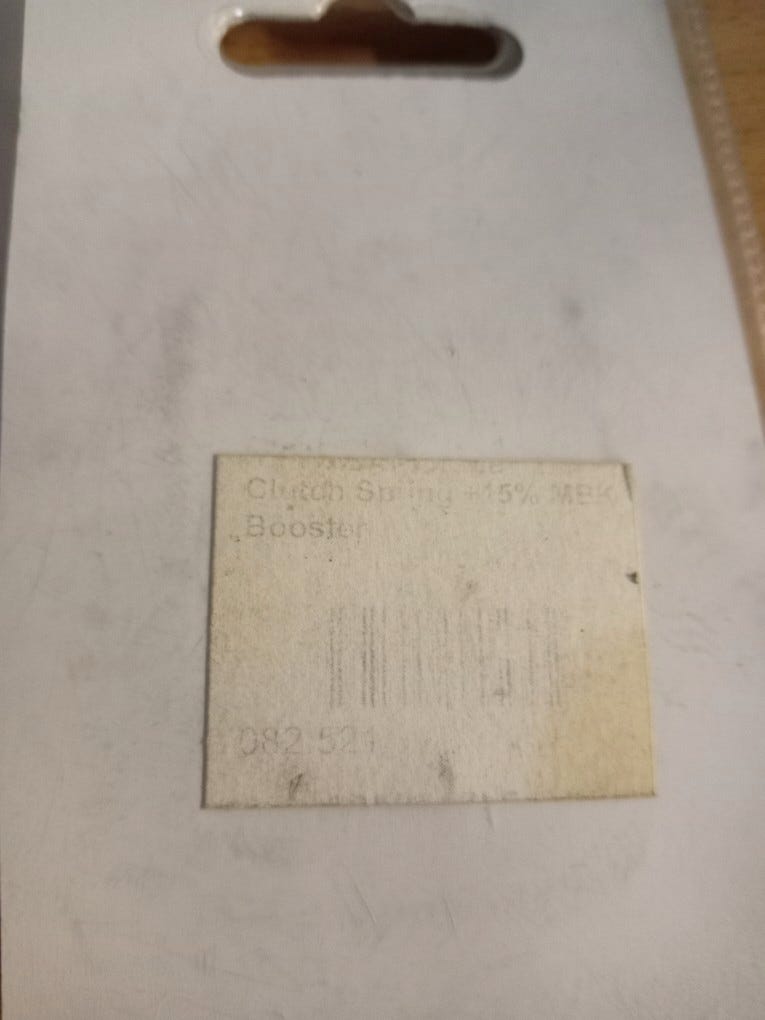 Clutch Spring +15% MBK
Booster
082.521